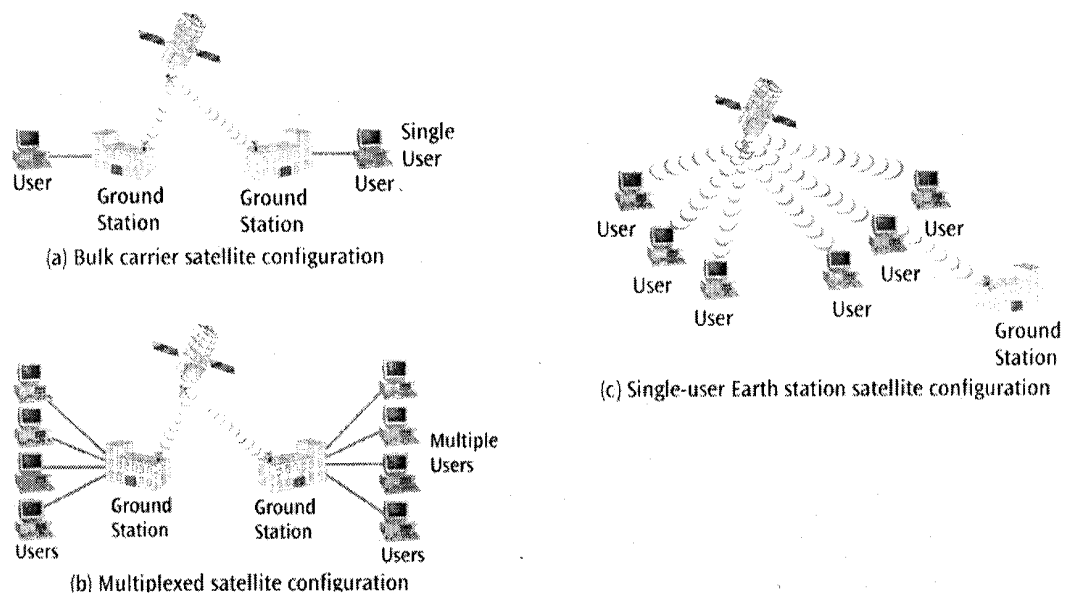 Single
User
User
User
Ground
Station
Ground
Station
(a) Bulk carrier satellite configuration
Multiple
Users
Ground
Station
Ground
Station
Users
Users
(b) Multiplexed satellite configuration
User
User
User
User
User
User
Ground
Station
(c) Single-user Earth station satellite configuration